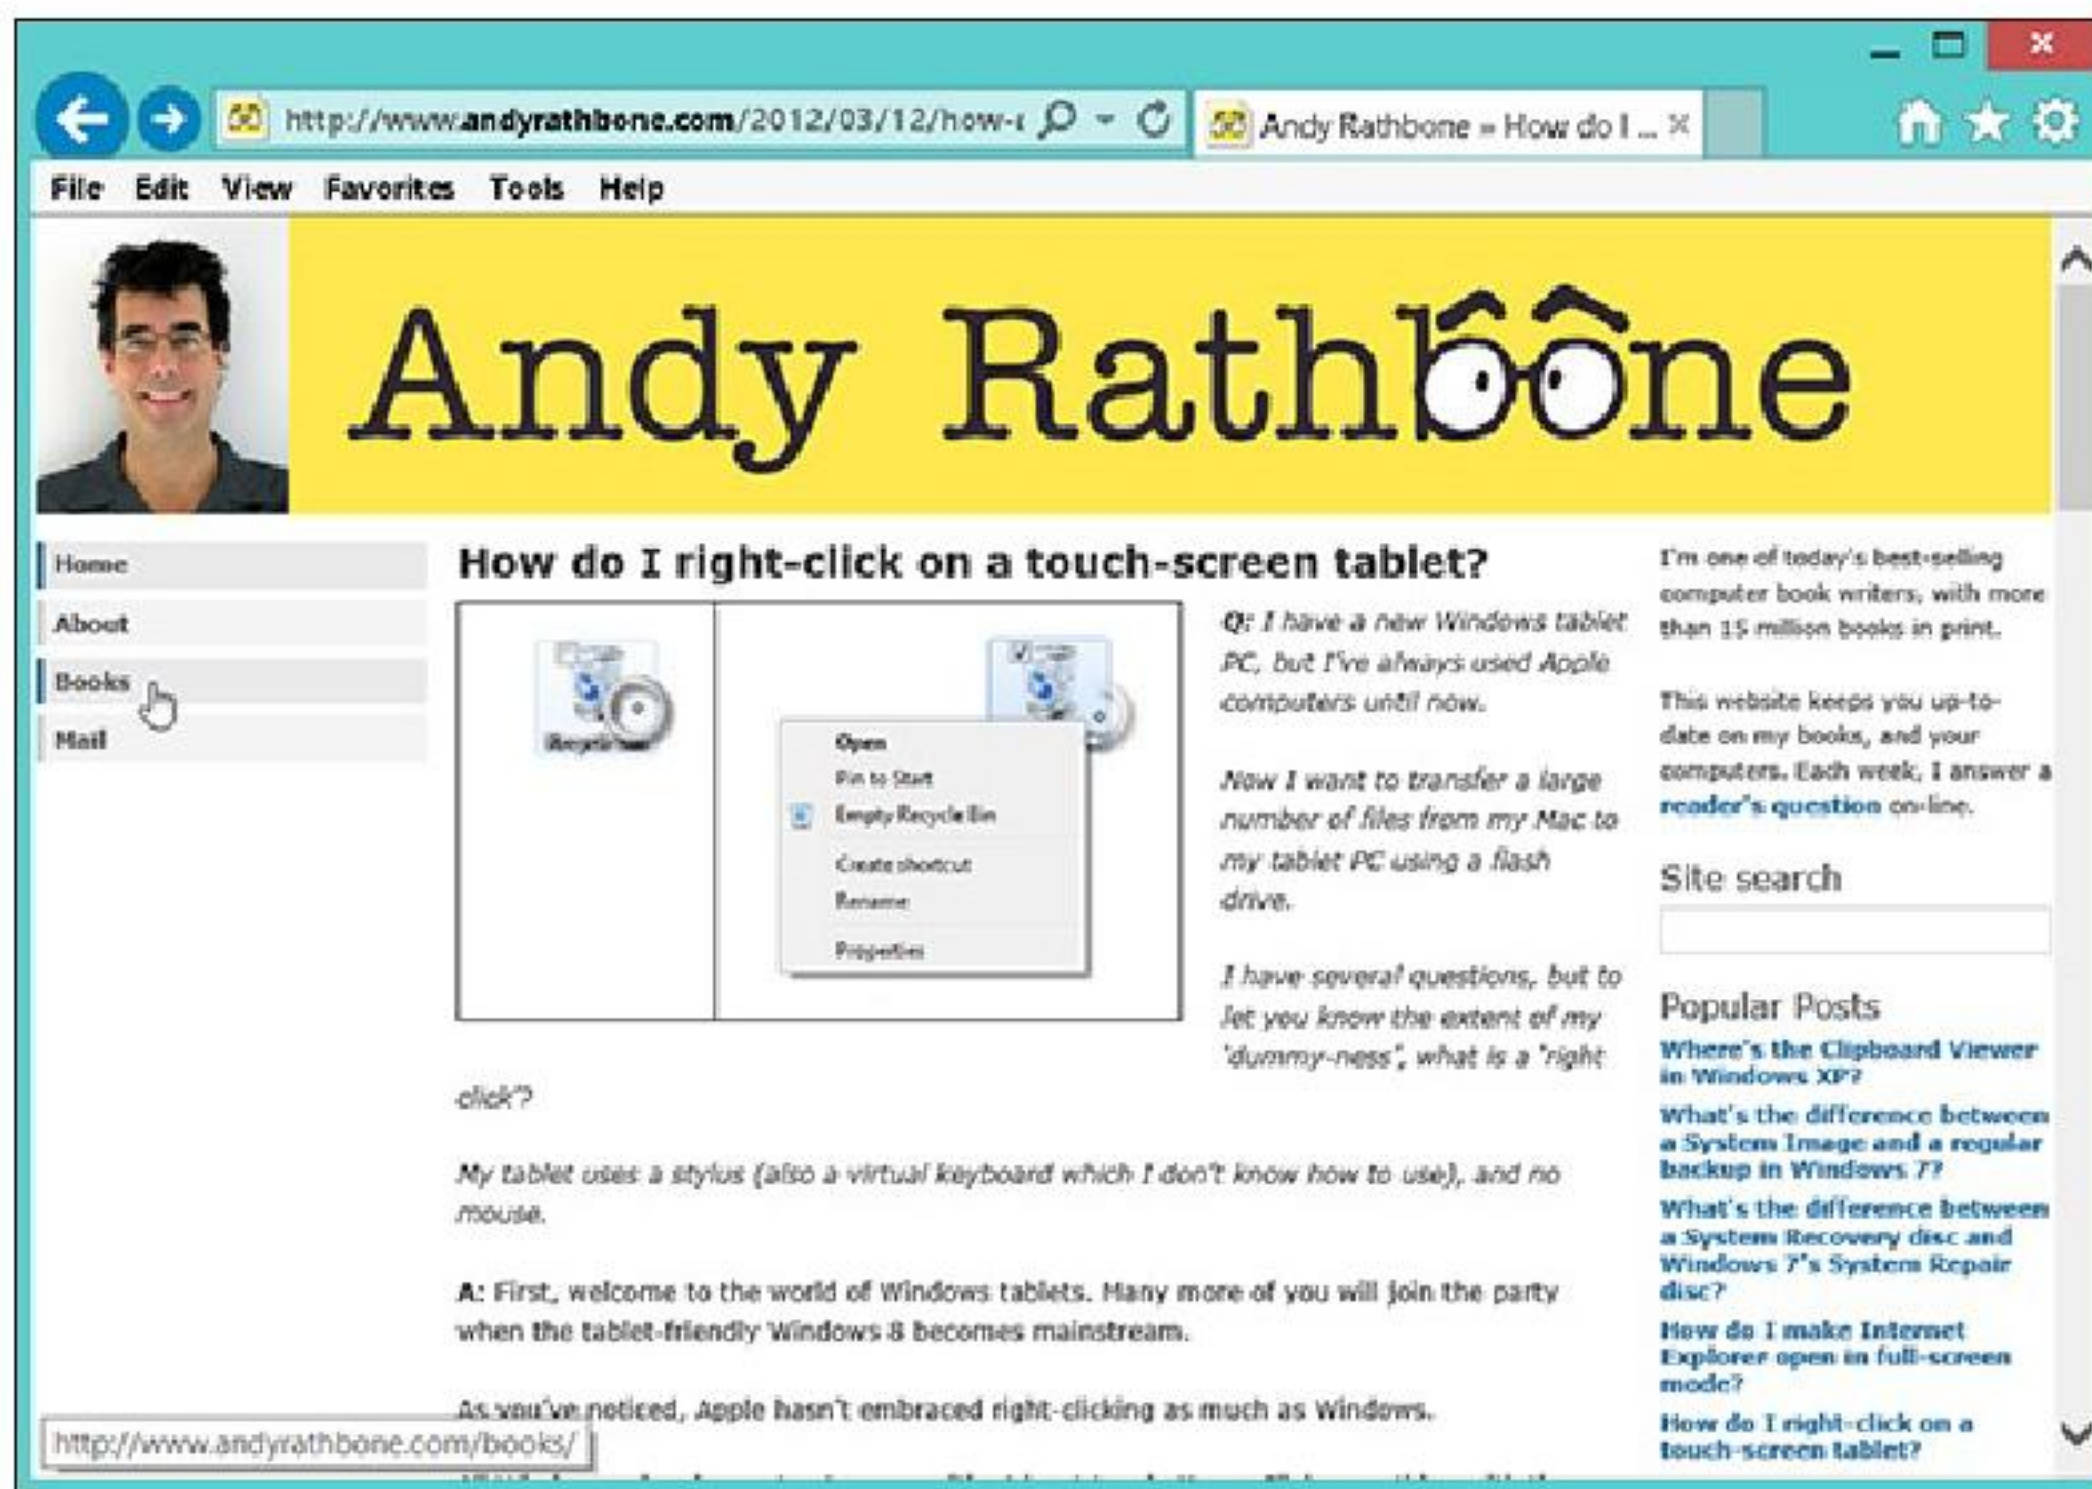 http://www.andyrathbone.com/2012/03/12/how-
Andy Rathbone » How do I ...
File Edit View Favorites Tools Help
Andy Rathbone
Home
About
Books
Mail
How do I right-click on a touch-screen tablet?
Recycle Bin
Open
Pin to Start
Empty Recycle Bin
Create shortcut
Rename
Properties
Q: I have a new Windows tablet
PC, but I've always used Apple
computers until now.
Now I want to transfer a large
number of files from my Mac to
my tablet PC using a flash
drive.
I have several questions, but to
let you know the extent of my
"dummy-ness", what is a "right
click"?
My tablet uses a stylus (also a virtual keyboard which I don't know how to use), and no
mouse.
A: First, welcome to the world of Windows tablets. Many more of you will join the party
when the tablet-friendly Windows 8 becomes mainstream.
As you've noticed, Apple hasn't embraced right-clicking as much as Windows.
I'm one of today's best-selling
computer book writers, with more
than 15 million books in print.
This website keeps you up-to-
date on my books, and your
computers. Each week, I answer a
reader's question on-line.
Site search
Popular Posts
Where's the Clipboard Viewer
in Windows XP?
What's the difference between
a System Image and a regular
backup in Windows 7?
What's the difference between
a System Recovery disc and
Windows 7's System Repair
disc?
How do I make Internet
Explorer open in full-screen
mode?
How do I right-click on a
touch-screen tablet?
http://www.andyrathbone.com/books/